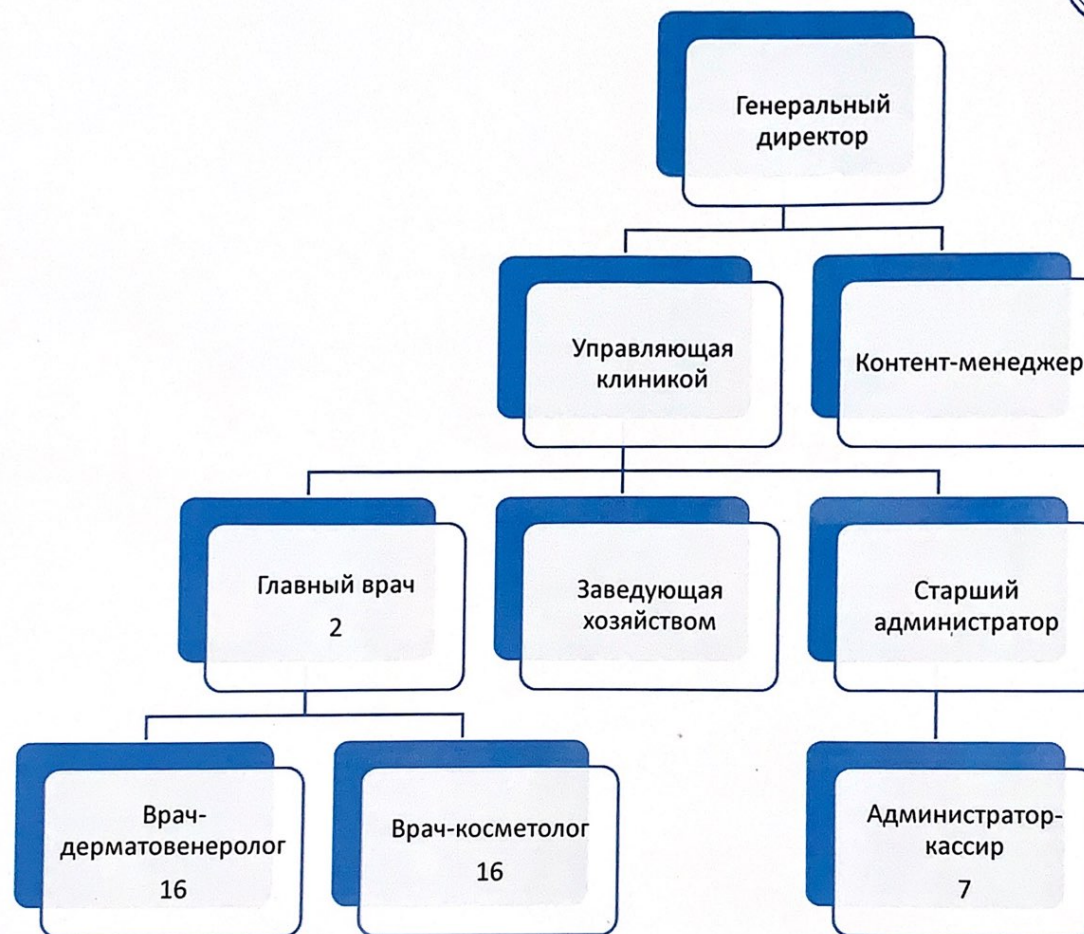 Генеральный
директор
Управляющая
клиникой
Контент-менеджер
Главный врач
2
Заведующая
хозяйством
Старший
администратор
Врач-
дерматовенеролог
16
Врач-косметолог
16
Администратор-
кассир
7